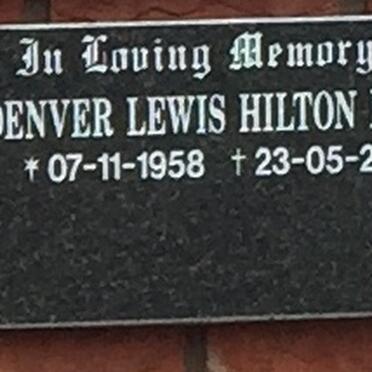 In Loving Memory
DENVER LEWIS HILTON
* 07-11-1958 † 23-05-2